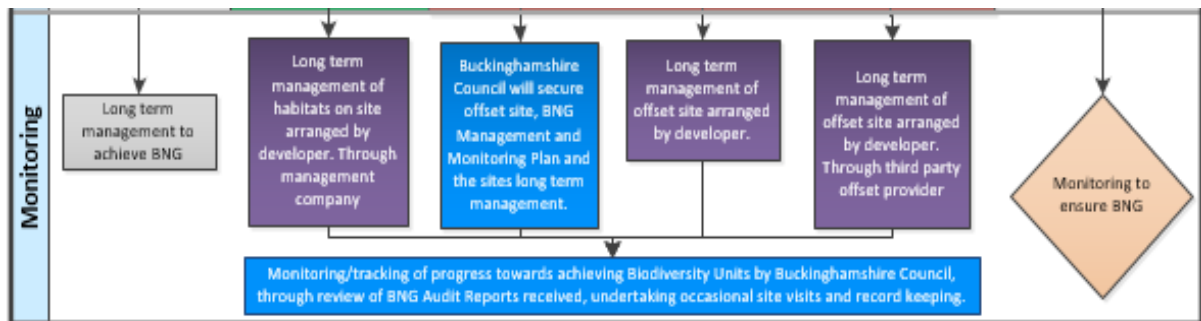 Monitoring
Long term
management to
achieve BNG
Long term
management of
habitats on site
arranged by
developer. Through
management
company
Buckinghamshire
Council will secure
offset site, BNG
Management and
Monitoring Plan and
the sites long term
management.
Long term
management of
offset site arranged
by developer.
Long term
management of
offset site arranged
by developer.
Through third party
offset provider
Monitoring to
ensure BNG
Monitoring/tracking of progress towards achieving Biodiversity Units by Buckinghamshire Council,
through review of BNG Audit Reports received, undertaking occasional site visits and record keeping.